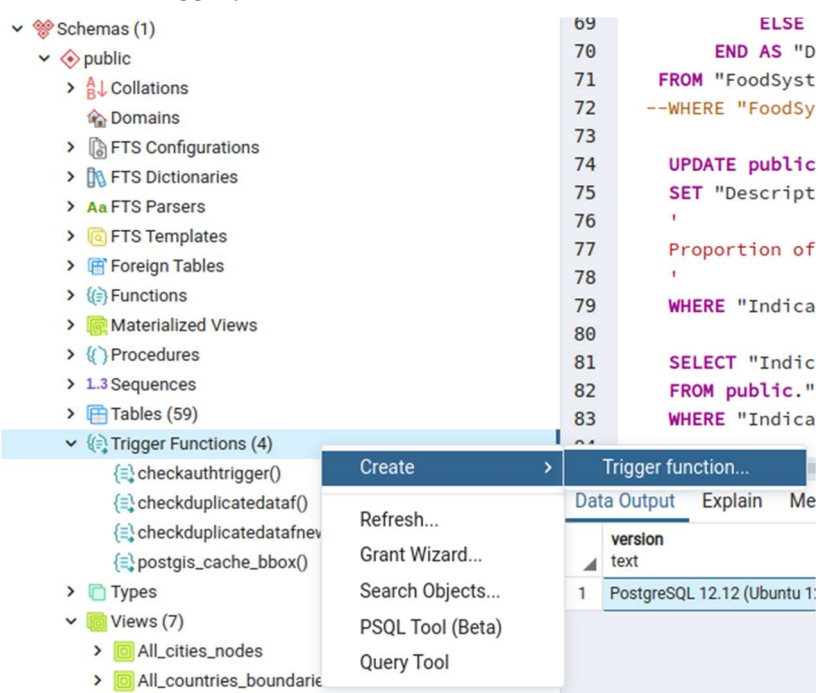 Schemas (1)
public
Collations
Domains
FTS Configurations
FTS Dictionaries
Aa FTS Parsers
FTS Templates
Foreign Tables
Functions
Materialized Views
Procedures
1..3 Sequences
Tables (59)
Trigger Functions (4)
checkauthtrigger()
checkduplicatedataf()
checkduplicatedatafnew
postgis_cache_bbox()
Types
Views (7)
All_cities_nodes
All_countries_boundarie
Create
Refresh...
Grant Wizard...
Search Objects...
PSQL Tool (Beta)
Query Tool
Trigger function...
69 ELSE
70 END AS "D
71 FROM "FoodSyst
72 --WHERE "FoodSy
73
74 UPDATE public
75 SET "Descript
76 '
77 Proportion of
78 '
79 WHERE "Indica
80
81 SELECT "Indic
82 FROM public."
83 WHERE "Indica
Data Output Explain Me
version
text
1 PostgreSQL 12.12 (Ubuntu 1